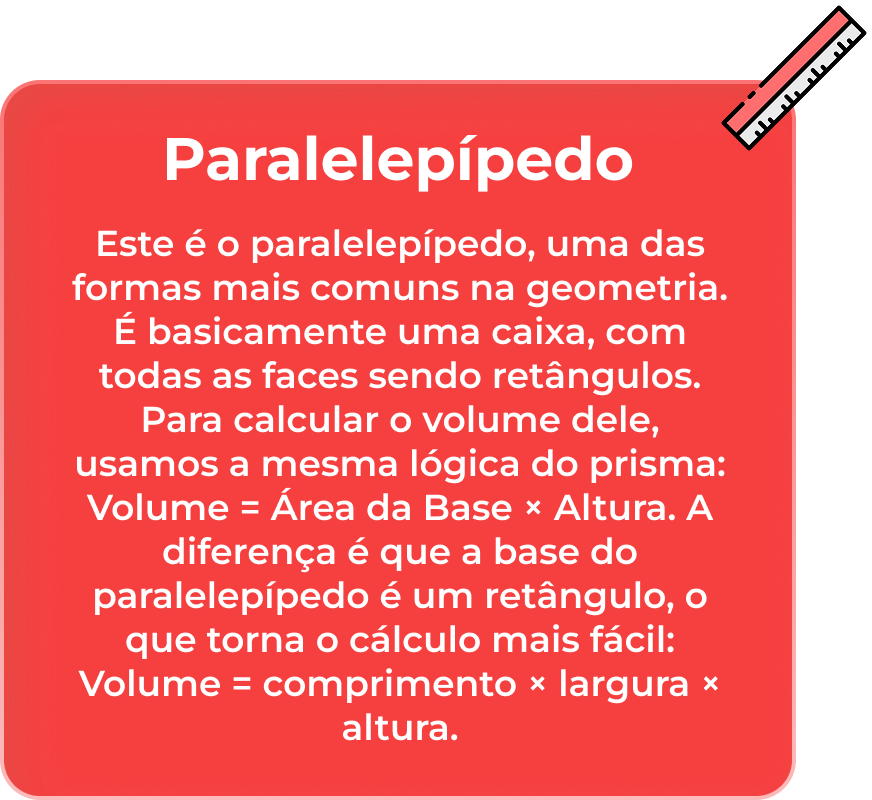 Paralelepípedo
Este é o paralelepípedo, uma das
formas mais comuns na geometria.
É basicamente uma caixa, com
todas as faces sendo retângulos.
Para calcular o volume dele,
usamos a mesma lógica do prisma:
Volume = Área da Base × Altura. A
diferença é que a base do
paralelepípedo é um retângulo, o
que torna o cálculo mais fácil:
Volume = comprimento × largura ×
altura.